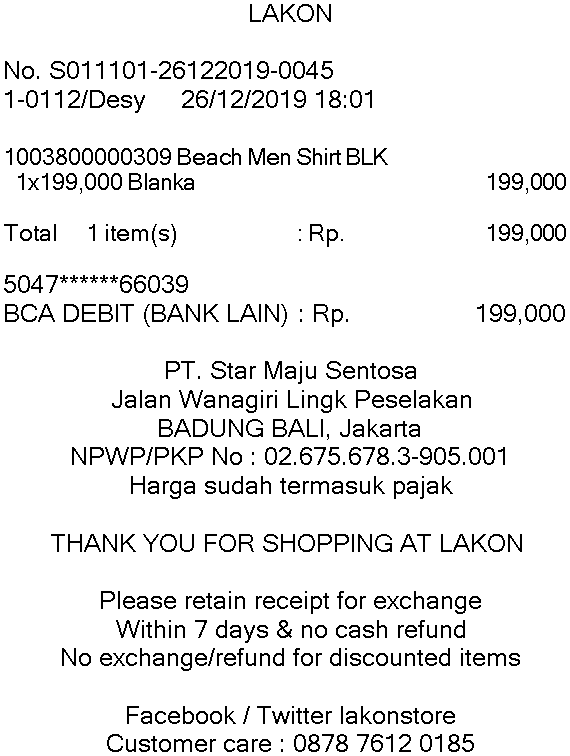 LAKON
No. S011101-26122019-0045
1-0112/Desy 26/12/2019 18:01
1003800000309 Beach Men Shirt BLK
1x199,000 Blanka 199,000
Total 1 item(s) : Rp. 199,000
5047******66039
BCA DEBIT (BANK LAIN) : Rp. 199,000
PT. Star Maju Sentosa
Jalan Wanagiri Lingk Peselakan
BADUNG BALI, Jakarta
NPWP/PKP No : 02.675.678.3-905.001
Harga sudah termasuk pajak
THANK YOU FOR SHOPPING AT LAKON
Please retain receipt for exchange
Within 7 days & no cash refund
No exchange/refund for discounted items
Facebook / Twitter lakonstore
Customer care : 0878 7612 0185